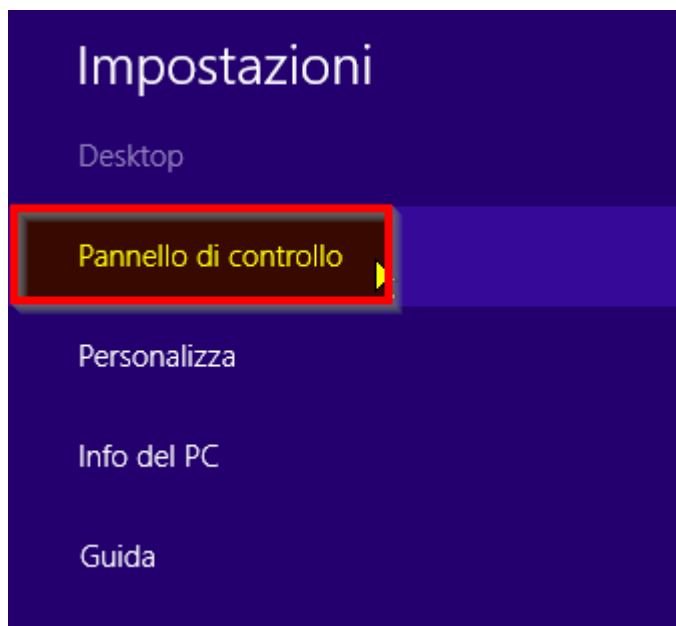 Impostazioni
Desktop
Pannello di controllo
Personalizza
Info del PC
Guida